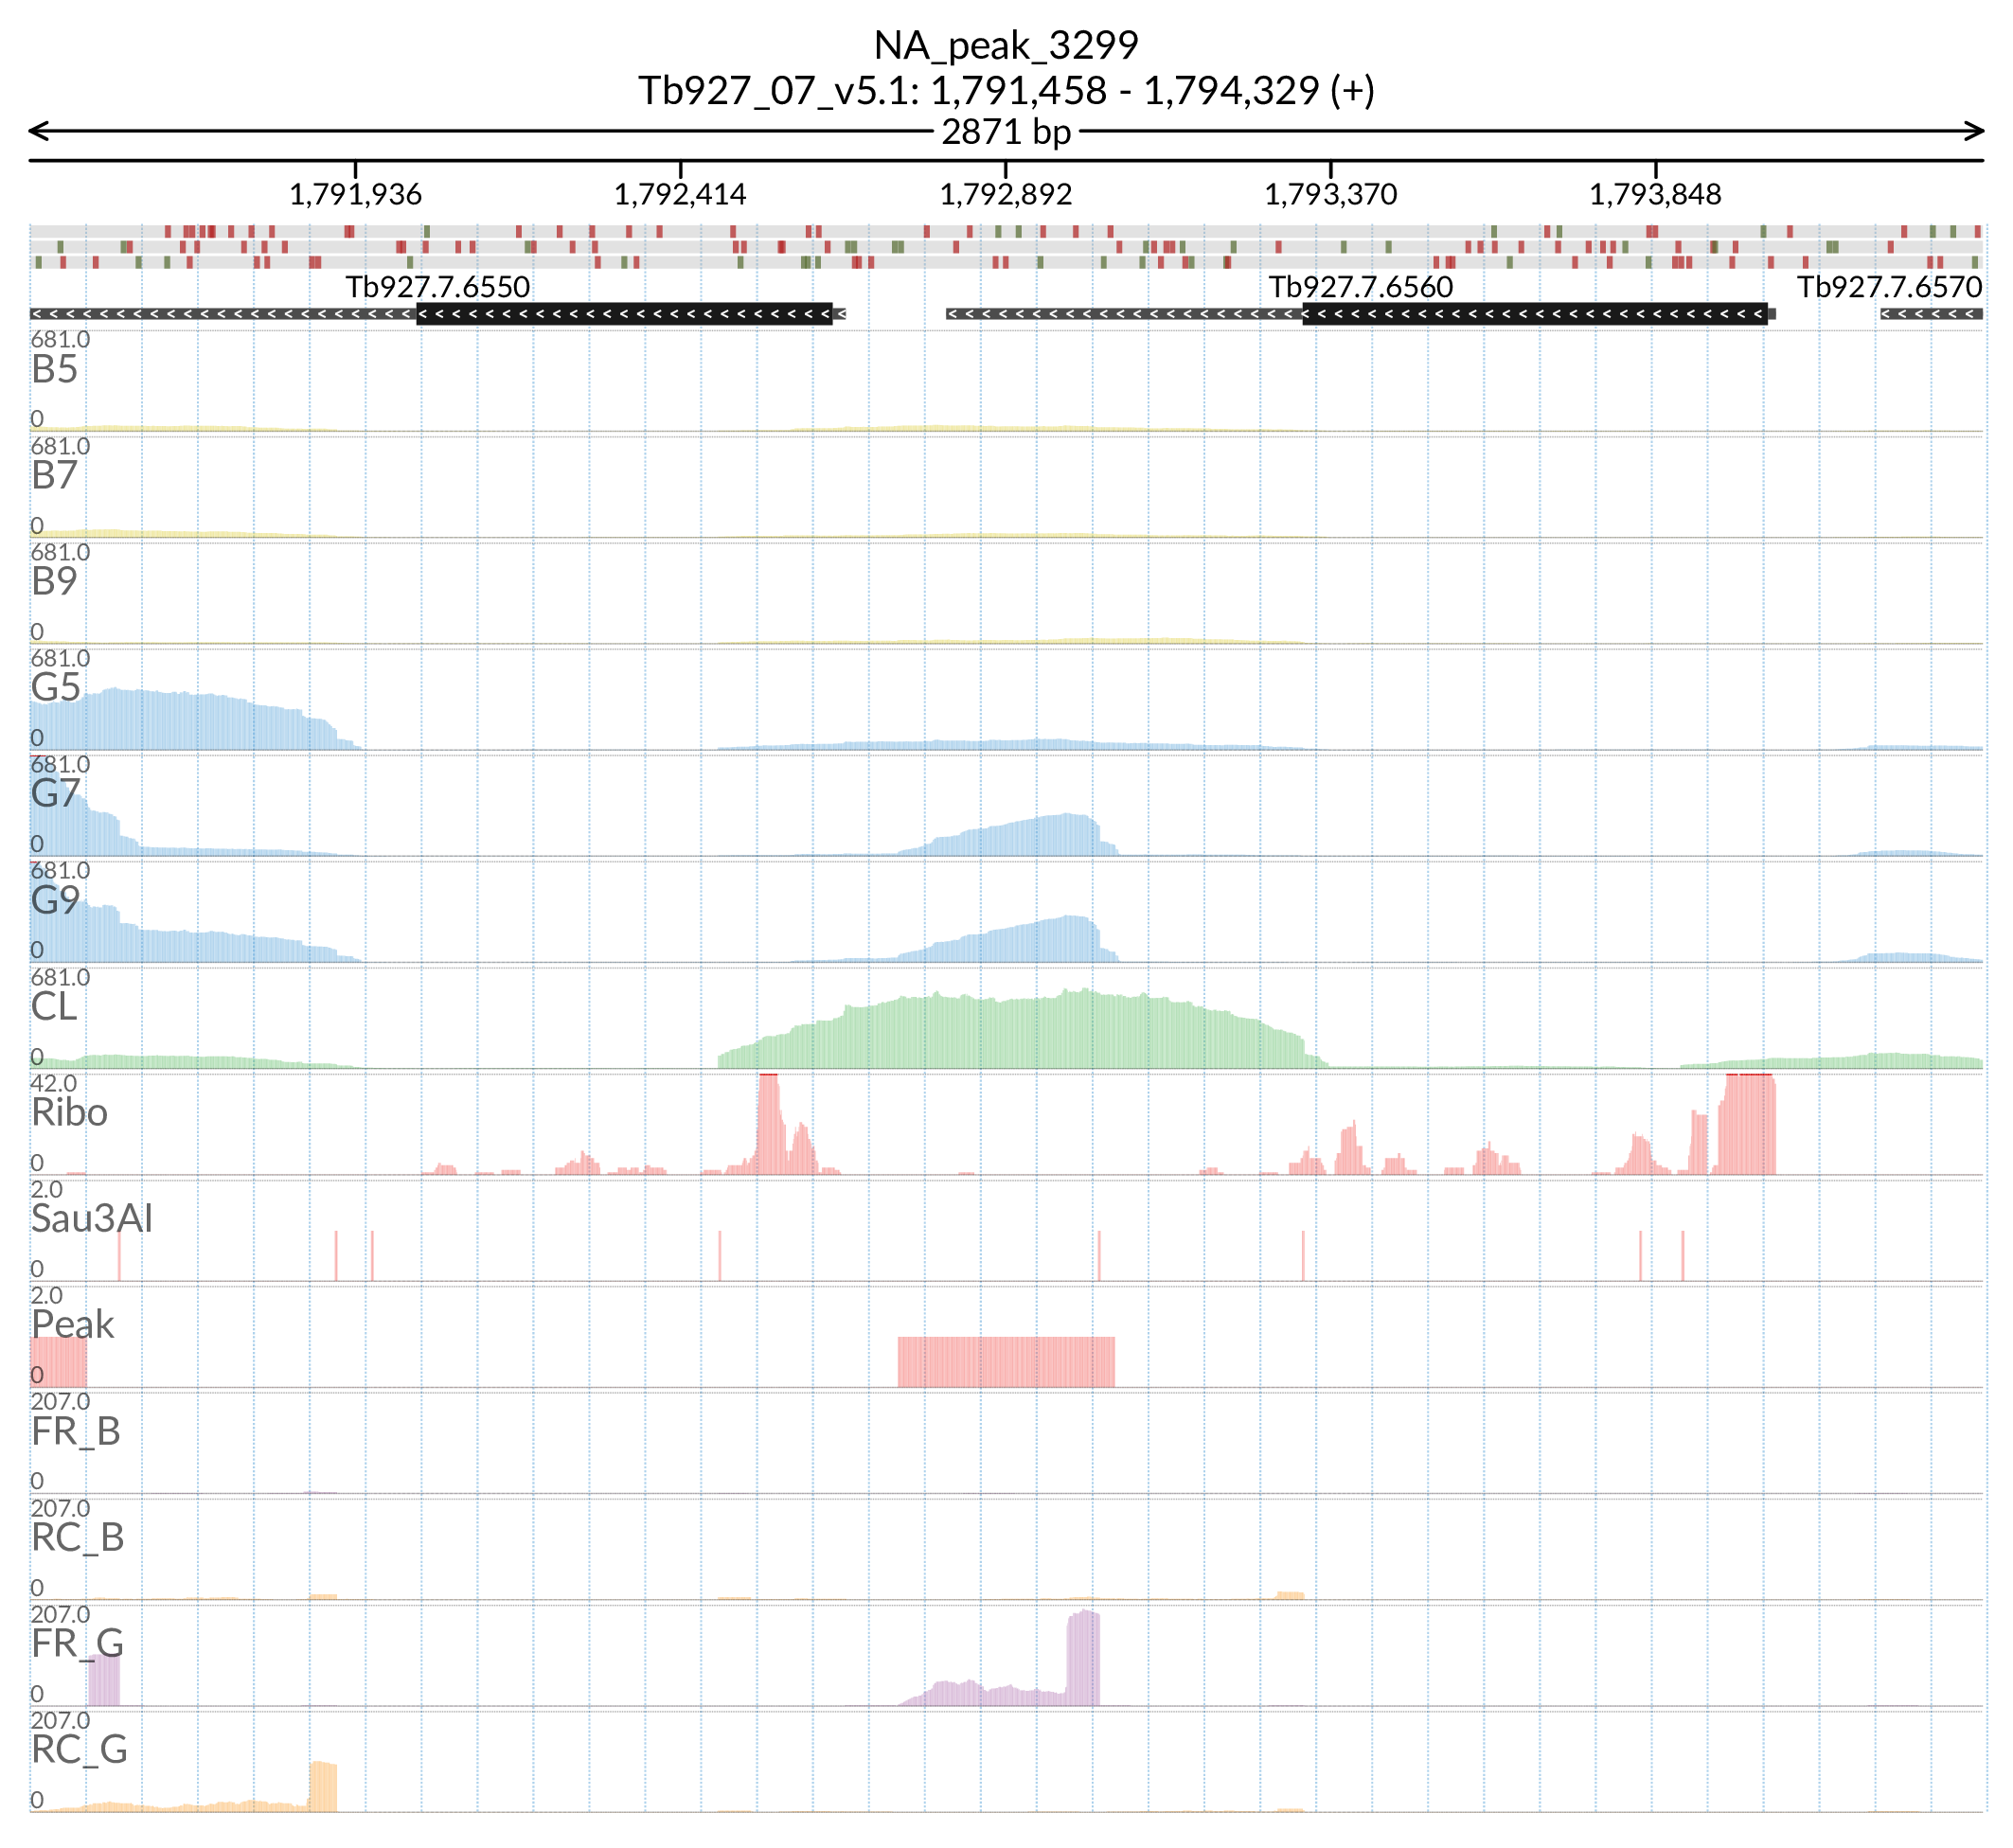 NA_peak_3299
Tb927_07_v5.1: 1,791,458 - 1,794,329 (+)
2871 bp
1,791,936 1,792,414 1,792,892 1,793,370 1,793,848
Tb927.7.6550 Tb927.7.6560 Tb927.7.6570
681.0
B5
0
681.0
B7
0
681.0
B9
0
681.0
G5
0
681.0
G7
0
681.0
G9
0
681.0
CL
0
42.0
Ribo
0
2.0
Sau3AI
0
2.0
Peak
0
207.0
FR_B
0
207.0
RC_B
0
207.0
FR_G
0
207.0
RC_G
0